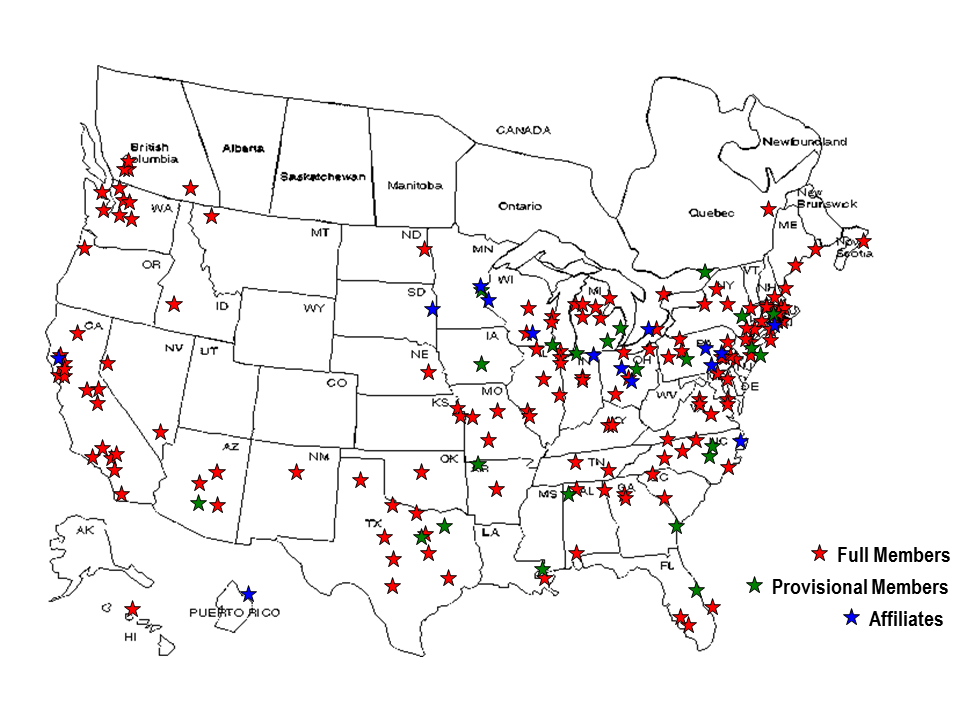 CANADA
Newfoundland
British
Columbia
Alberta
Saskatchewan
Manitoba
Ontario
Quebec
New
Brunswick
Nova
Scotia
ME
WA
MT
ND
MN
WI
MI
VT
NH
NY
OR
ID
WY
SD
IA
CA
NV
UT
NE
IL
IN
OH
PA
NJ
DE
CO
KS
MO
WV
KY
NC
AZ
NM
OK
AR
TN
SC
MS
AL
GA
TX
LA
FL
AK
HI
PUERTO RICO
Full Members
Provisional Members
Affiliates